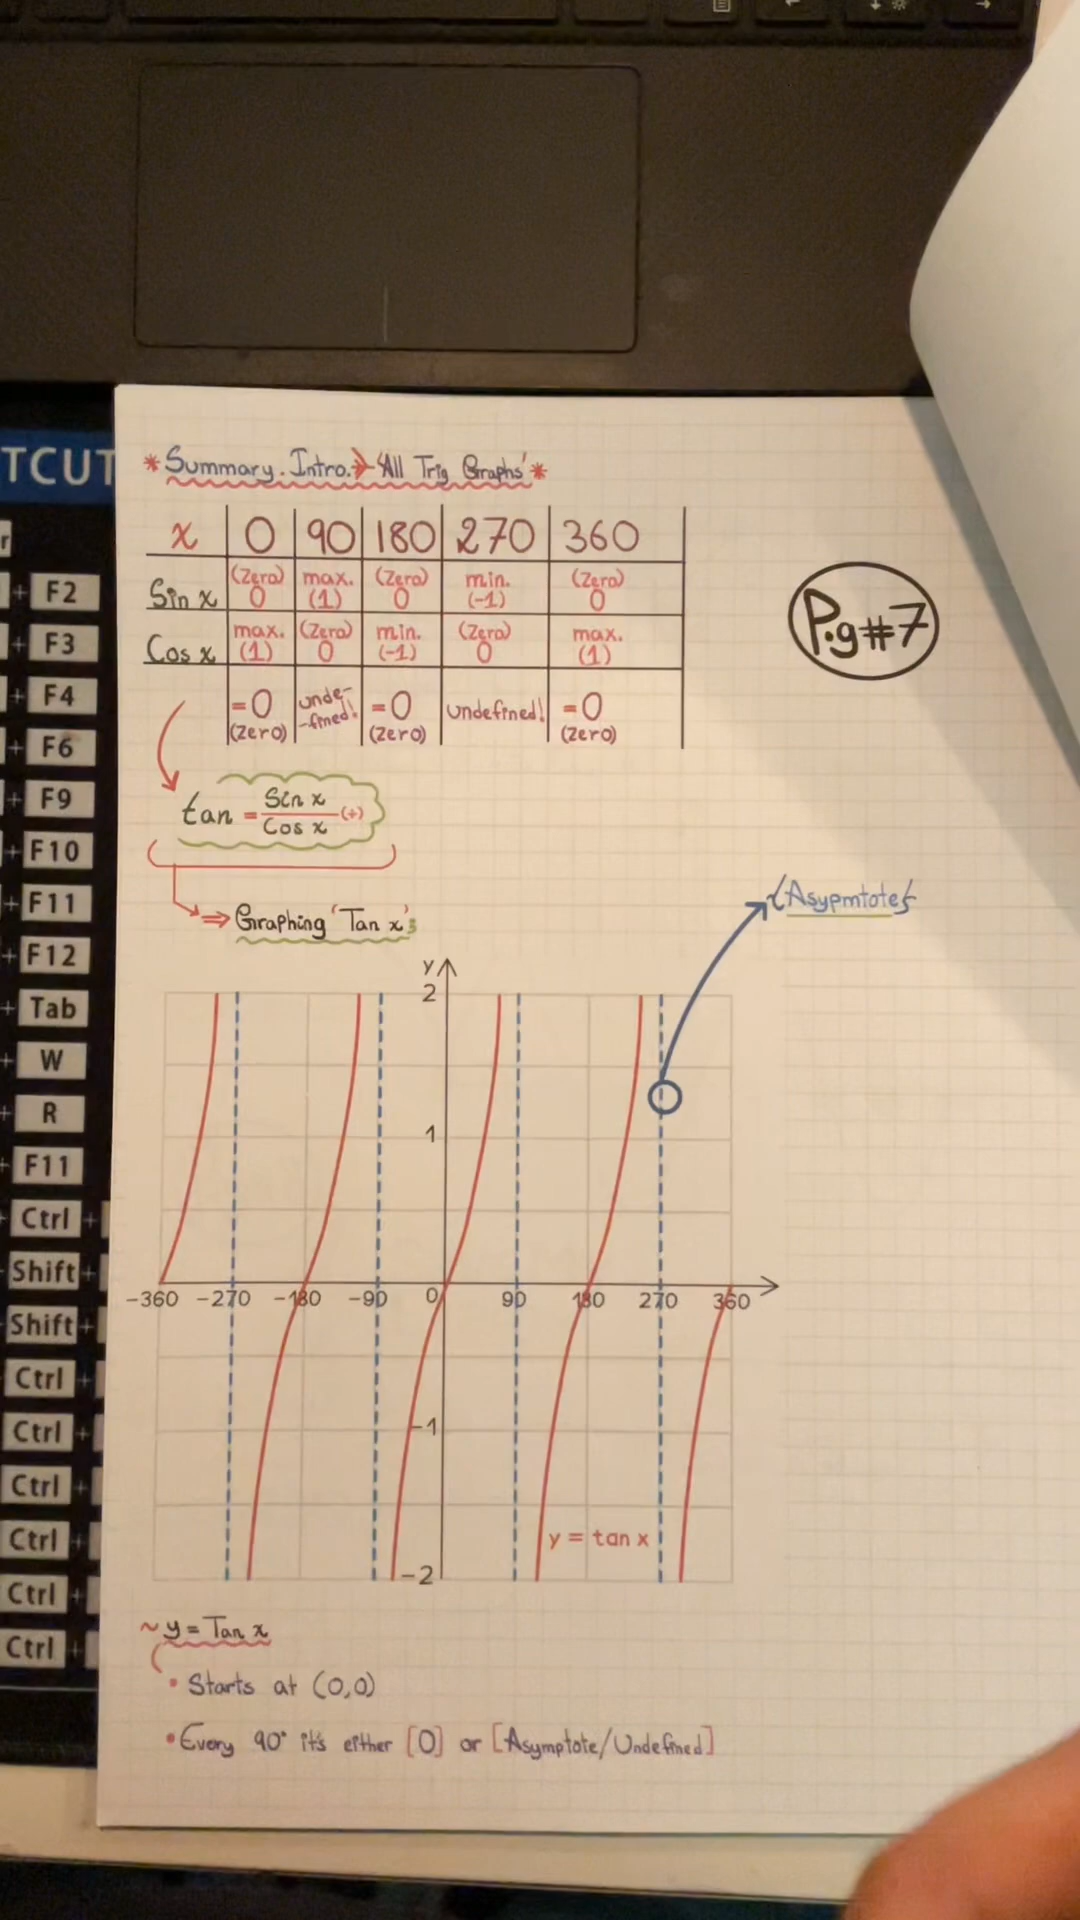 TCUT
r
+ F2
+ F3
+ F4
+ F6
+ F9
+ F10
+ F11
+ F12
+ Tab
+ W
+ R
+ F11
Ctrl +
Shift +
Shift +
Ctrl +
Ctrl +
Ctrl +
Ctrl +
Ctrl +
Ctrl +
* Summary. Intro. → 'All Trig Graphs' *
x 0 90 180 270 360
Sin x (Zero) 0 max. (1) (Zero) 0 min. (-1) (Zero) 0
Cos x max. (1) (Zero) 0 min. (-1) (Zero) 0 max. (1)
=0 (Zero) unde-fined! =0 (Zero) undefined! =0 (Zero)
P.g#7
tan = Sin x / Cos x (÷)
⇒ Graphing 'Tan x':
{Asypmtote}
y
2
1
-360 -270 -180 -90 0 90 180 270 360
-1
y = tan x
-2
~ y = Tan x
• Starts at (0,0)
• Every 90° it's either [0] or [Asymptote/Undefined]